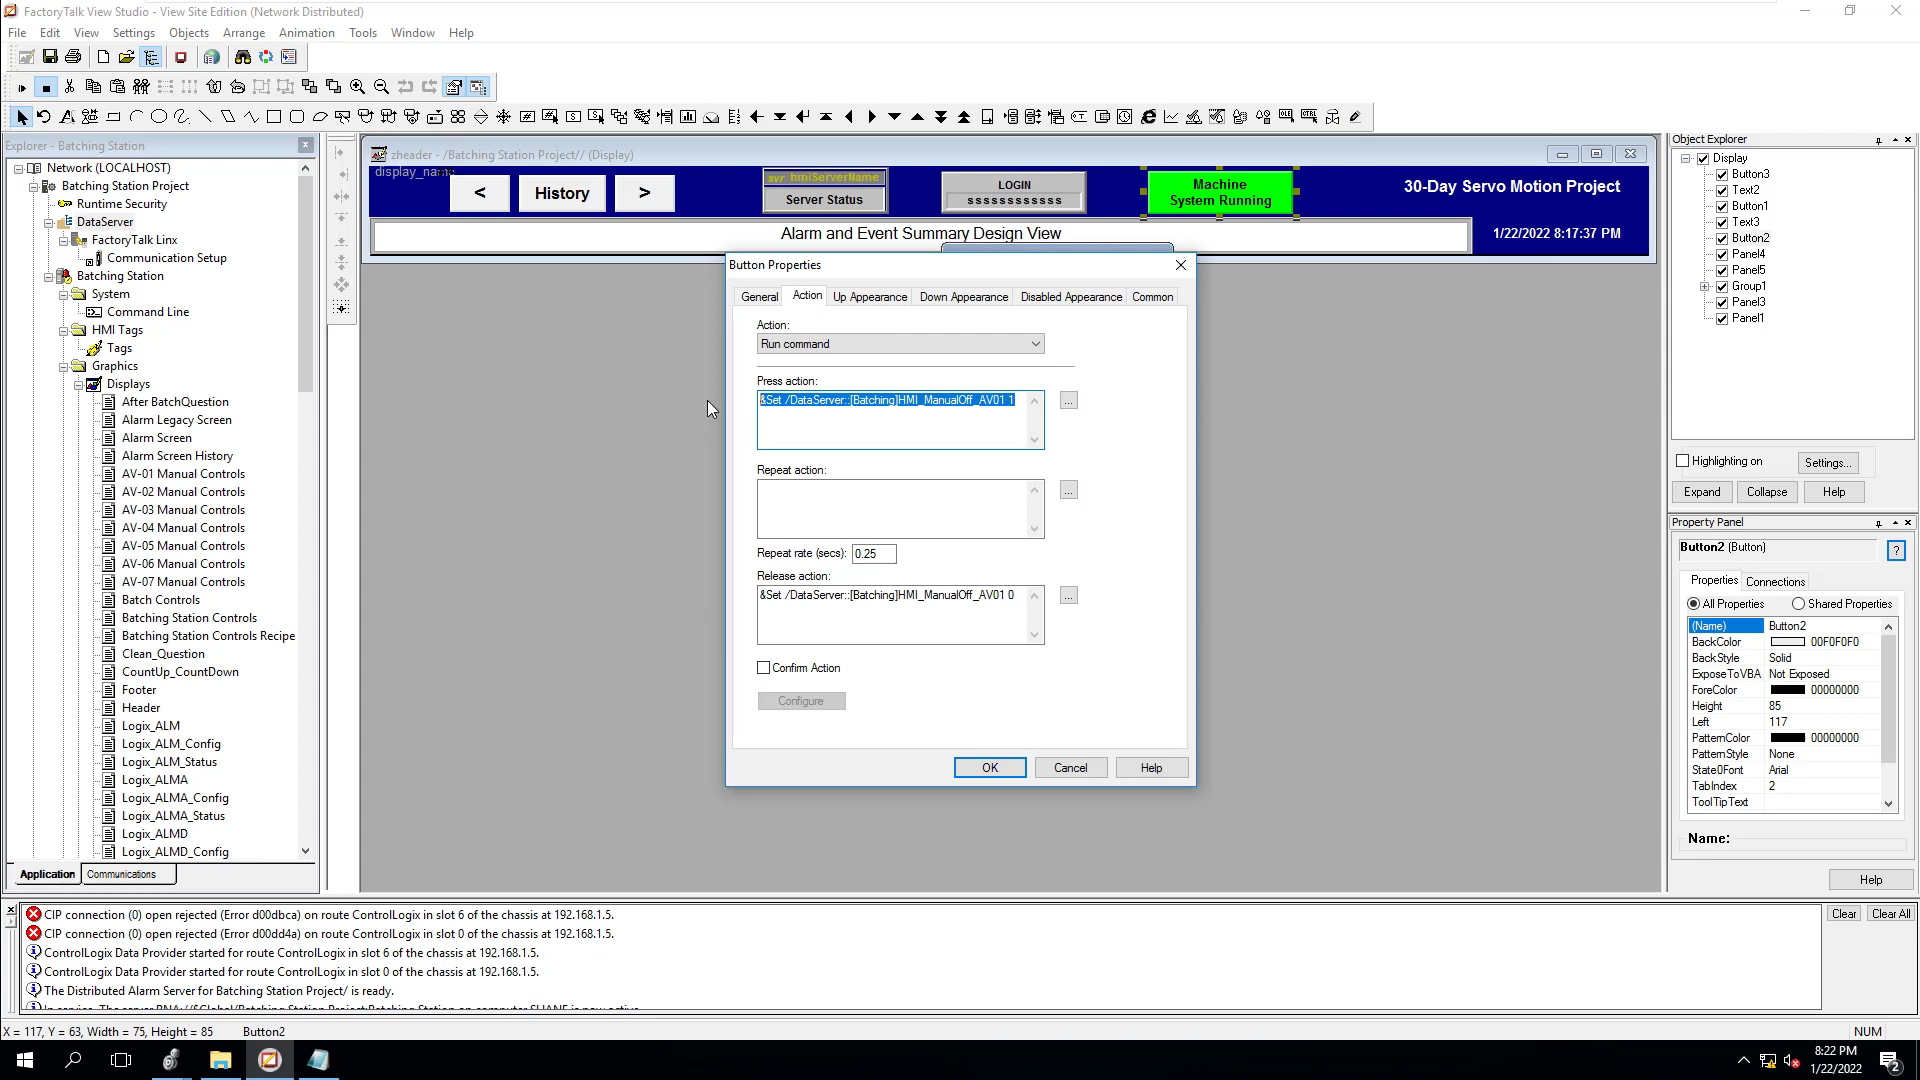 FactoryTalk View Studio - View Site Edition (Network Distributed)
File Edit View Settings Objects Arrange Animation Tools Window Help
Explorer - Batching Station
Network (LOCALHOST)
Batching Station Project
Runtime Security
DataServer
FactoryTalk Linx
Communication Setup
Batching Station
System
Command Line
HMI Tags
Tags
Graphics
Displays
After BatchQuestion
Alarm Legacy Screen
Alarm Screen
Alarm Screen History
AV-01 Manual Controls
AV-02 Manual Controls
AV-03 Manual Controls
AV-04 Manual Controls
AV-05 Manual Controls
AV-06 Manual Controls
AV-07 Manual Controls
Batch Controls
Batching Station Controls
Batching Station Controls Recipe
Clean_Question
CountUp_CountDown
Footer
Header
Logix_ALM
Logix_ALM_Config
Logix_ALM_Status
Logix_ALMA
Logix_ALMA_Config
Logix_ALMA_Status
Logix_ALMD
Logix_ALMD_Config
Application Communications
zheader - /Batching Station Project// (Display)
display_name
< History >
svr hmiServerName
Server Status
LOGIN
ssssssssssss
Machine
System Running
30-Day Servo Motion Project
Alarm and Event Summary Design View
1/22/2022 8:17:37 PM
Button Properties
General Action Up Appearance Down Appearance Disabled Appearance Common
Action:
Run command
Press action:
&Set /DataServer::[Batching]HMI_ManualOff_AV01 1
...
Repeat action:
...
Repeat rate (secs): 0.25
Release action:
&Set /DataServer::[Batching]HMI_ManualOff_AV01 0
...
Confirm Action
Configure
OK Cancel Help
Object Explorer
Display
Button3
Text2
Button1
Text3
Button2
Panel4
Panel5
Group1
Panel3
Panel1
Highlighting on Settings...
Expand Collapse Help
Property Panel
Button2 (Button) ?
Properties Connections
All Properties Shared Properties
(Name) Button2
BackColor 00F0F0F0
BackStyle Solid
ExposeToVBA Not Exposed
ForeColor 00000000
Height 85
Left 117
PatternColor 00000000
PatternStyle None
State0Font Arial
TabIndex 2
ToolTipText
Name:
Help
CIP connection (0) open rejected (Error d00dbca) on route ControlLogix in slot 6 of the chassis at 192.168.1.5.
CIP connection (0) open rejected (Error d00dd4a) on route ControlLogix in slot 0 of the chassis at 192.168.1.5.
ControlLogix Data Provider started for route ControlLogix in slot 6 of the chassis at 192.168.1.5.
ControlLogix Data Provider started for route ControlLogix in slot 0 of the chassis at 192.168.1.5.
The Distributed Alarm Server for Batching Station Project/ is ready.
Clear Clear All
X = 117, Y = 63, Width = 75, Height = 85 Button2
NUM
8:22 PM
1/22/2022
2